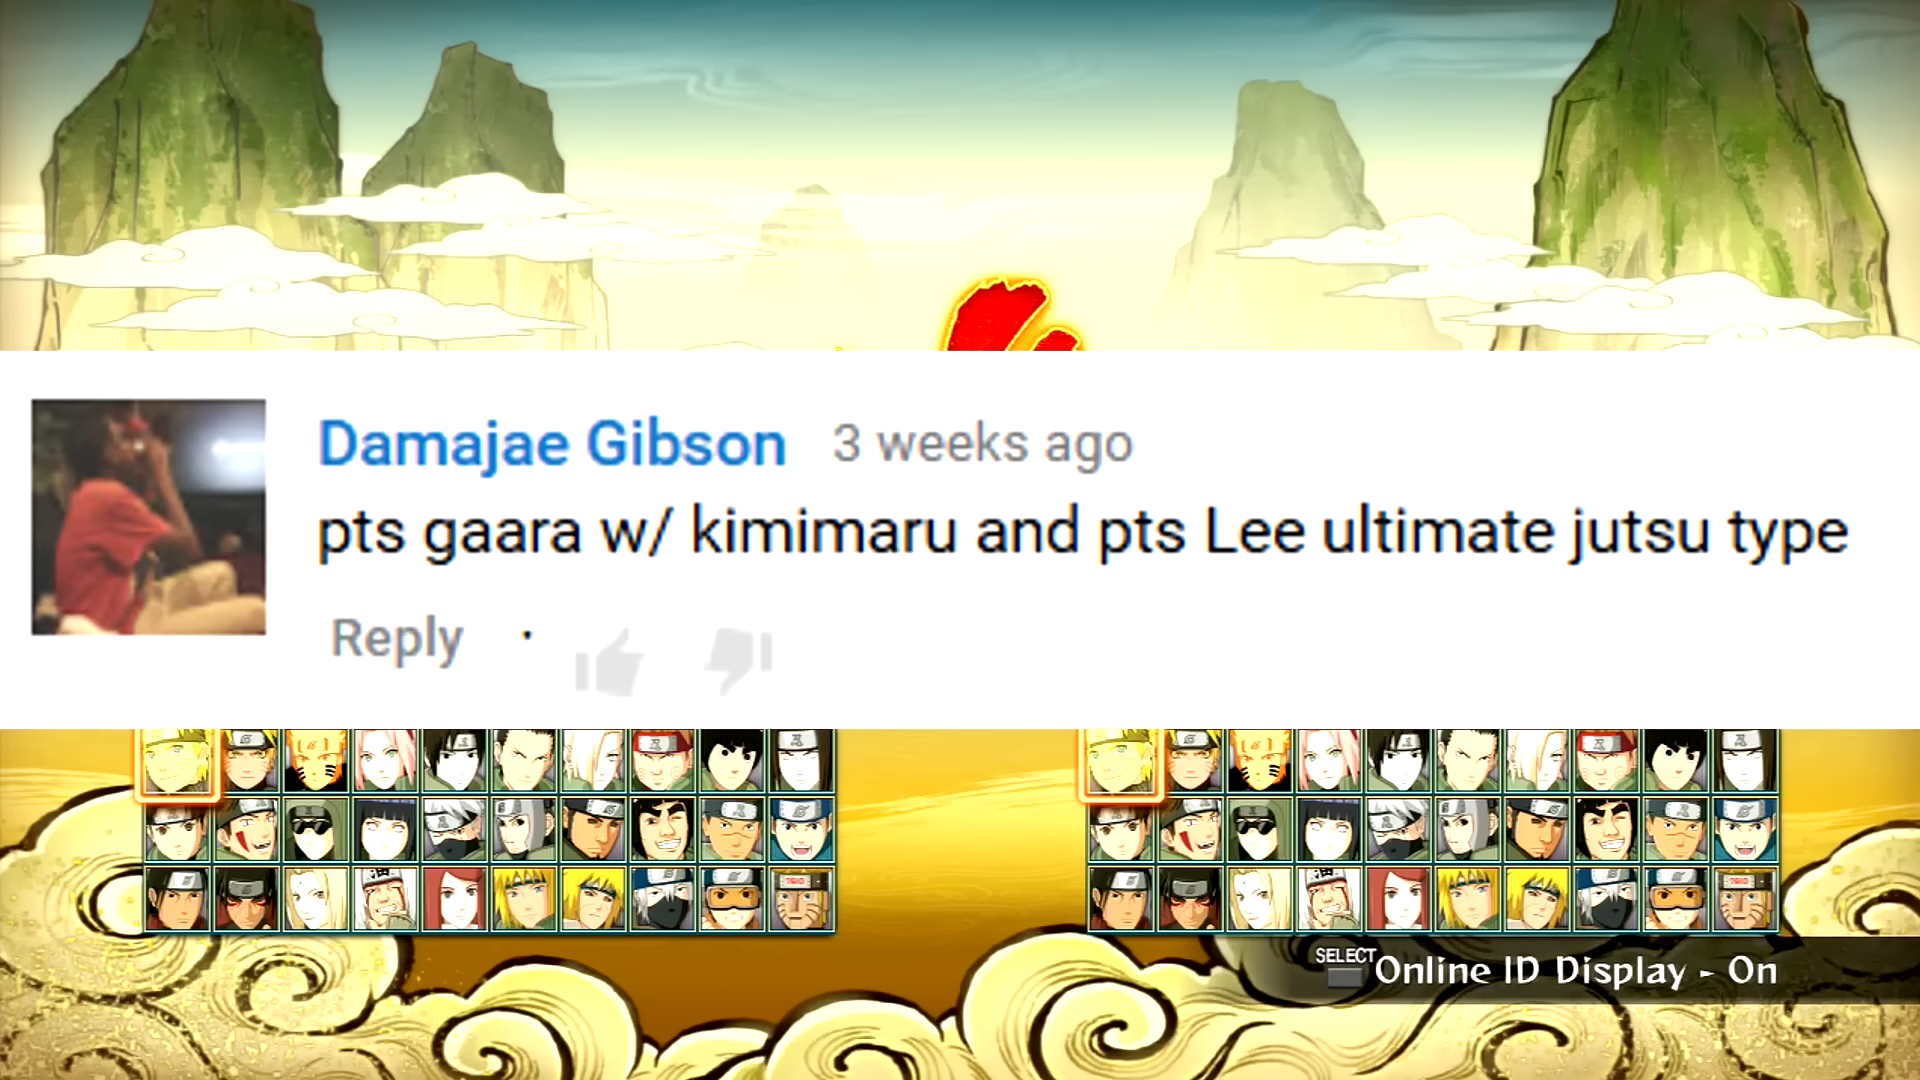 Damajae Gibson 3 weeks ago
pts gaara w/ kimimaru and pts Lee ultimate jutsu type
Reply ·
SELECT Online ID Display - On